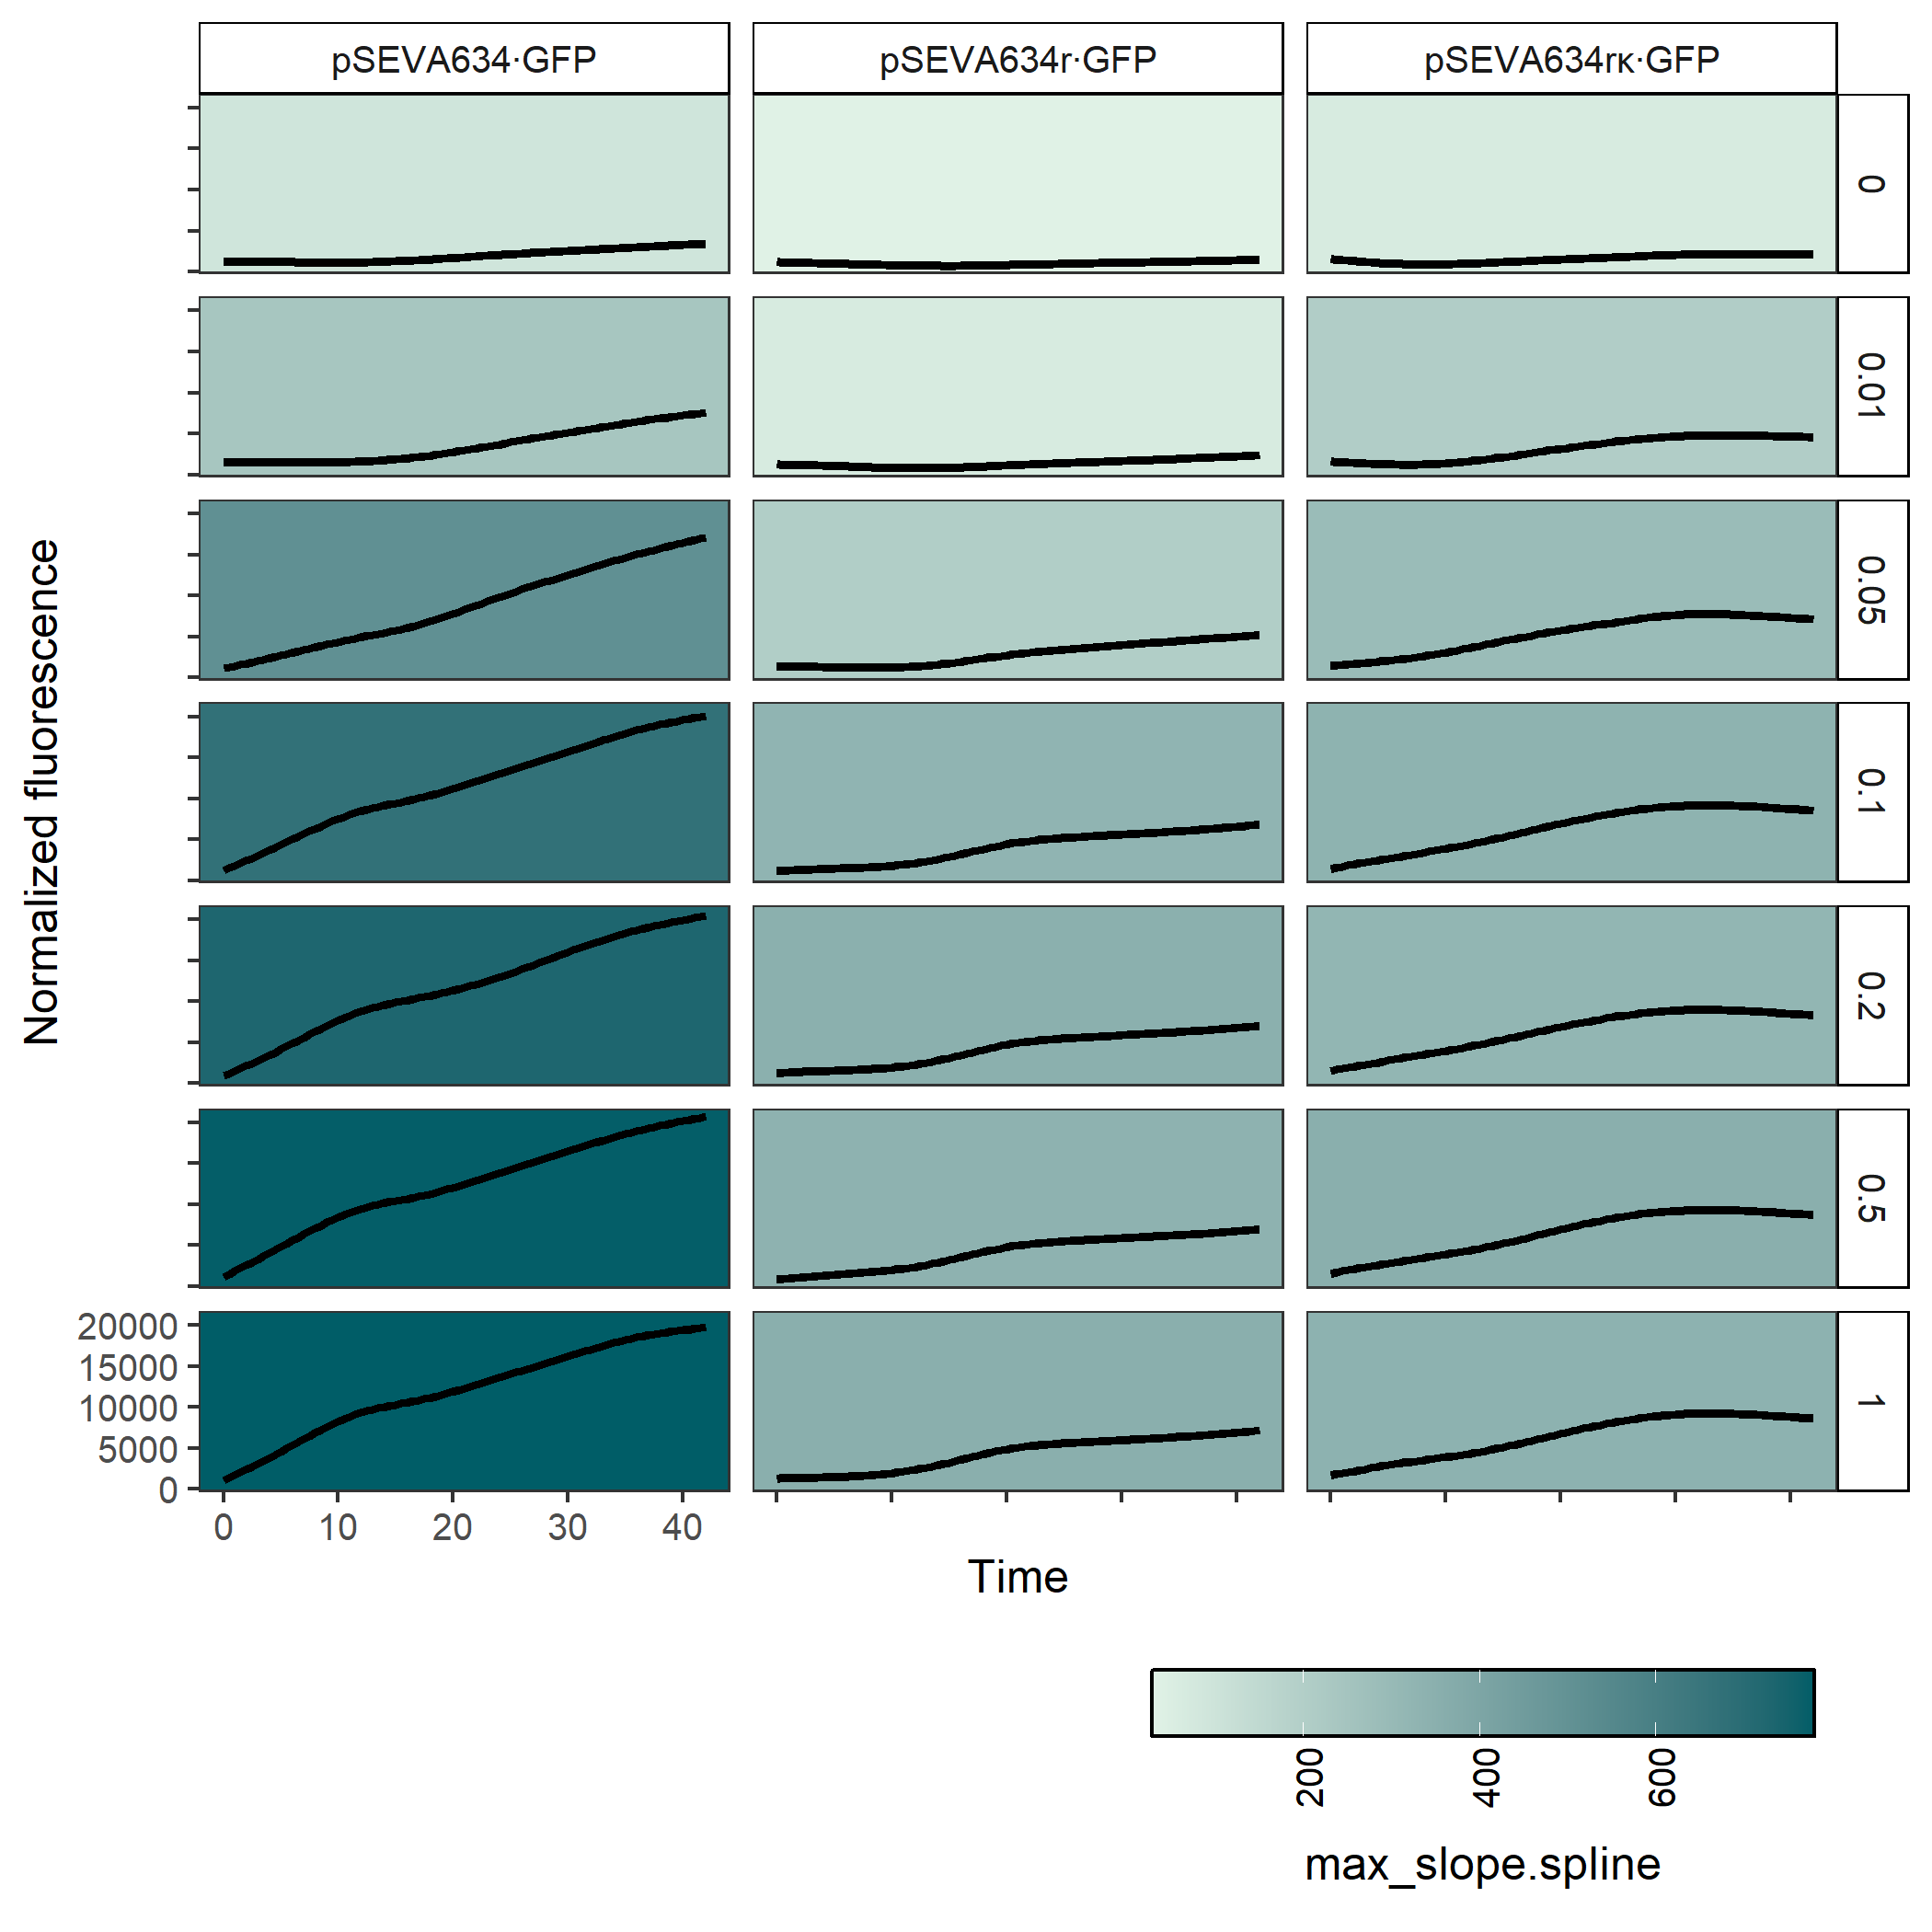 pSEVA634·GFP
pSEVA634r·GFP
pSEVA634rκ·GFP
0
0.01
0.05
0.1
0.2
0.5
1
Normalized fluorescence
20000
15000
10000
5000
0
0 10 20 30 40
Time
200 400 600
max_slope.spline